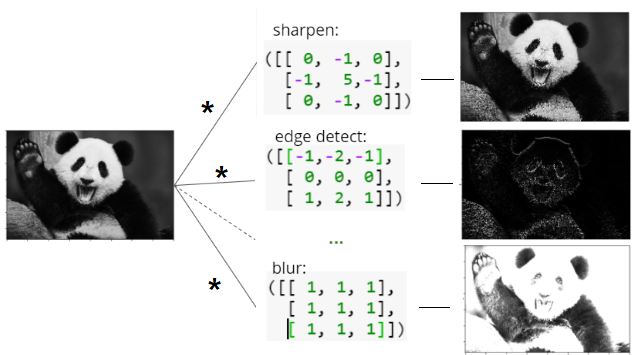 sharpen:
([[ 0, -1, 0],
[-1, 5,-1],
[ 0, -1, 0]])
*
edge detect:
([[-1,-2,-1],
[ 0, 0, 0],
[ 1, 2, 1]])
*
...
blur:
*
([[ 1, 1, 1],
[ 1, 1, 1],
[ 1, 1, 1]])